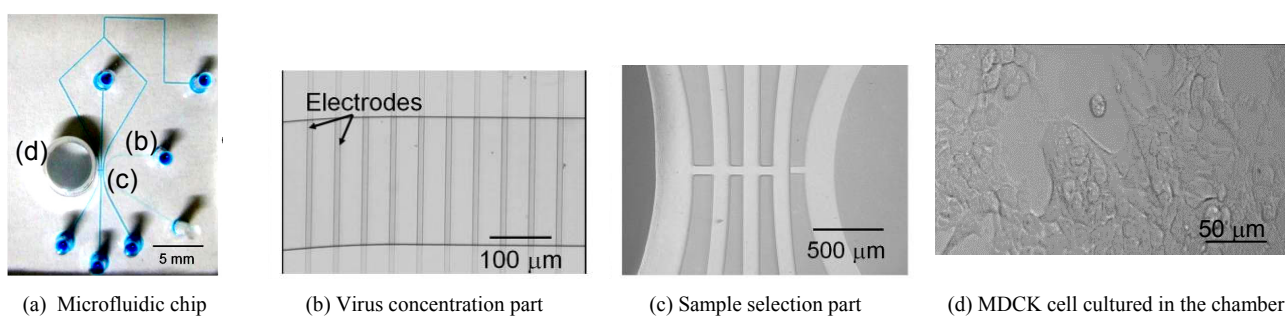 (d)
(b)
(c)
5 mm
Electrodes
100 μm
500 μm
50 μm
(a) Microfluidic chip
(b) Virus concentration part
(c) Sample selection part
(d) MDCK cell cultured in the chamber